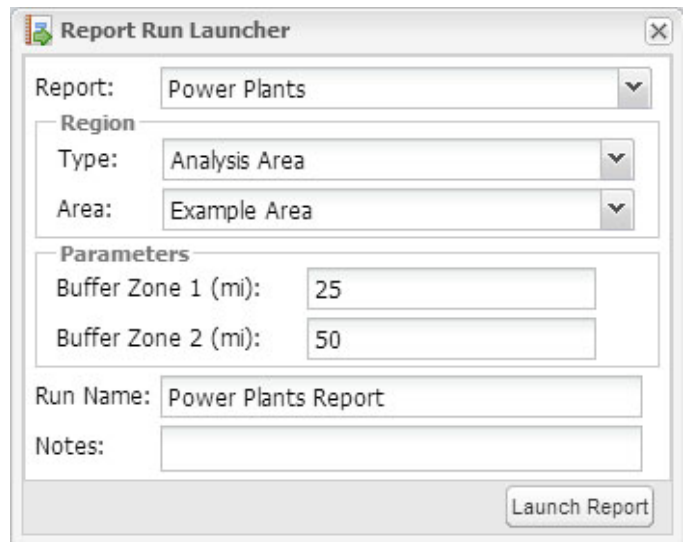 Report Run Launcher
Report: Power Plants
Region
Type: Analysis Area
Area: Example Area
Parameters
Buffer Zone 1 (mi): 25
Buffer Zone 2 (mi): 50
Run Name: Power Plants Report
Notes:
Launch Report